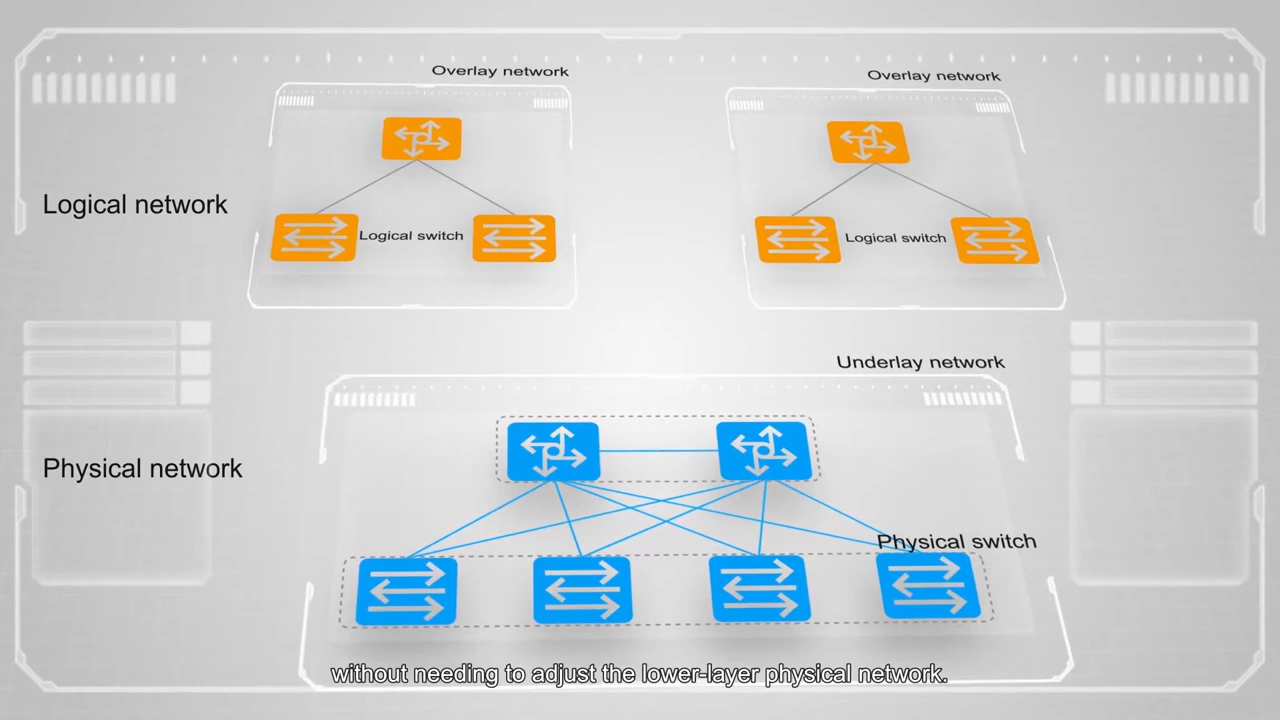 Overlay network
Overlay network
Logical network
Logical switch
Logical switch
Underlay network
Physical network
Physical switch
without needing to adjust the lower-layer physical network.